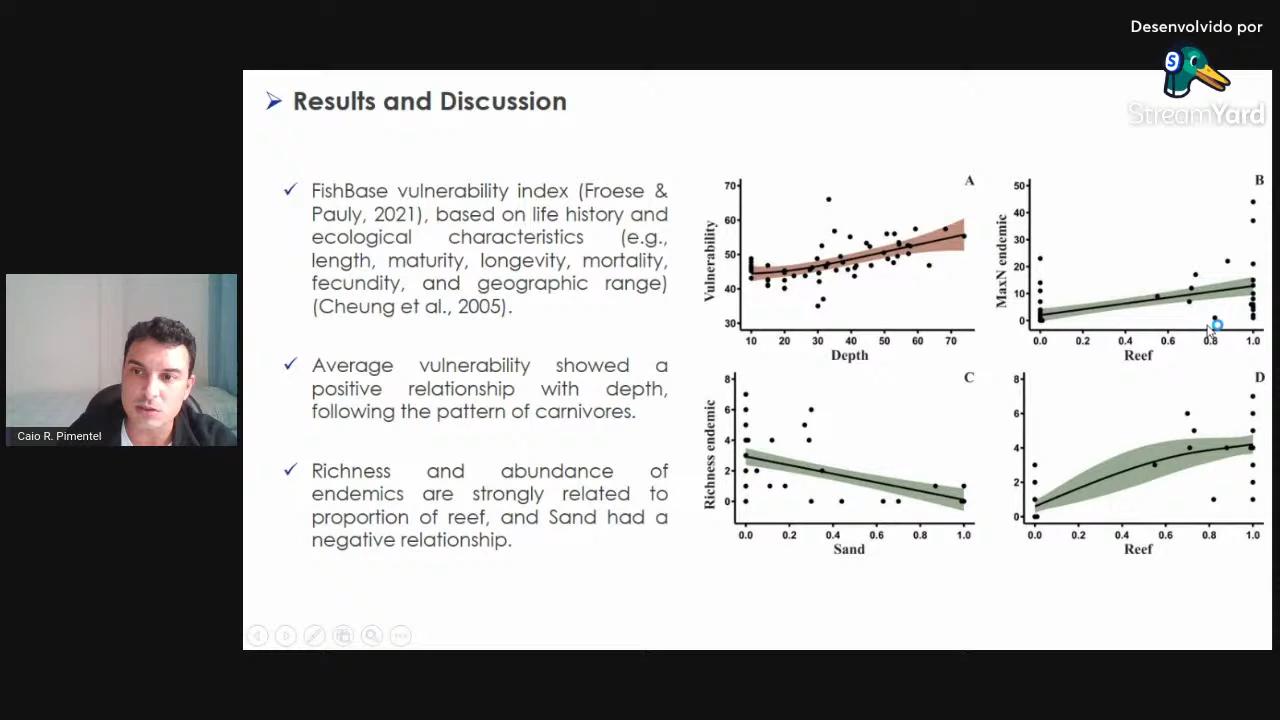 Desenvolvido por
S
StreamYard
Results and Discussion
FishBase vulnerability index (Froese &
Pauly, 2021), based on life history and
ecological characteristics (e.g.,
length, maturity, longevity, mortality,
fecundity, and geographic range)
(Cheung et al., 2005).
Average vulnerability showed a
positive relationship with depth,
following the pattern of carnivores.
Richness and abundance of
endemics are strongly related to
proportion of reef, and Sand had a
negative relationship.
A
Vulnerability
70
60
50
40
30
10 20 30 40 50 60 70
Depth
B
MaxN endemic
50
40
30
20
10
0
0.0 0.2 0.4 0.6 0.8 1.0
Reef
C
Richness endemic
8
6
4
2
0
0.0 0.2 0.4 0.6 0.8 1.0
Sand
D
8
6
4
2
0
0.0 0.2 0.4 0.6 0.8 1.0
Reef
Caio R. Pimentel